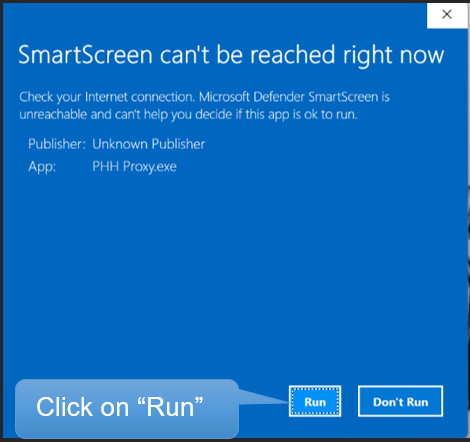 SmartScreen can't be reached right now
Check your Internet connection. Microsoft Defender SmartScreen is
unreachable and can't help you decide if this app is ok to run.
Publisher: Unknown Publisher
App: PHH Proxy.exe
Click on “Run”
Run
Don't Run